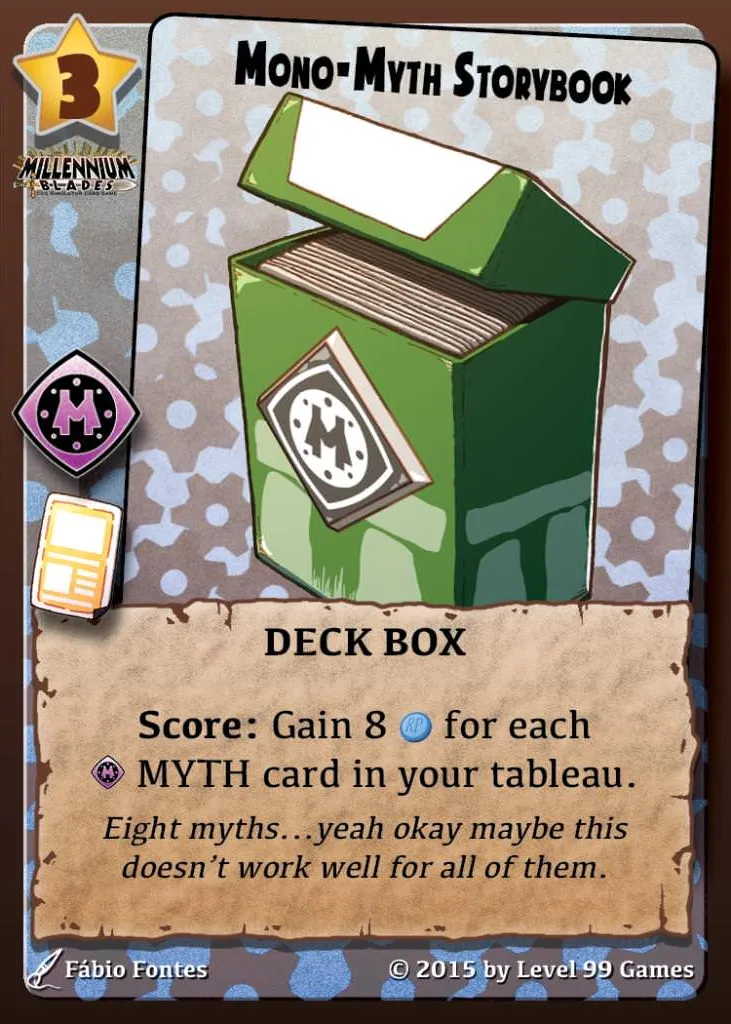 3
MONO-MYTH STORYBOOK
MILLENNIUM
BLADES
M
M
DECK BOX
Score: Gain 8 RP for each
M MYTH card in your tableau.
Eight myths...yeah okay maybe this
doesn't work well for all of them.
Fábio Fontes
© 2015 by Level 99 Games